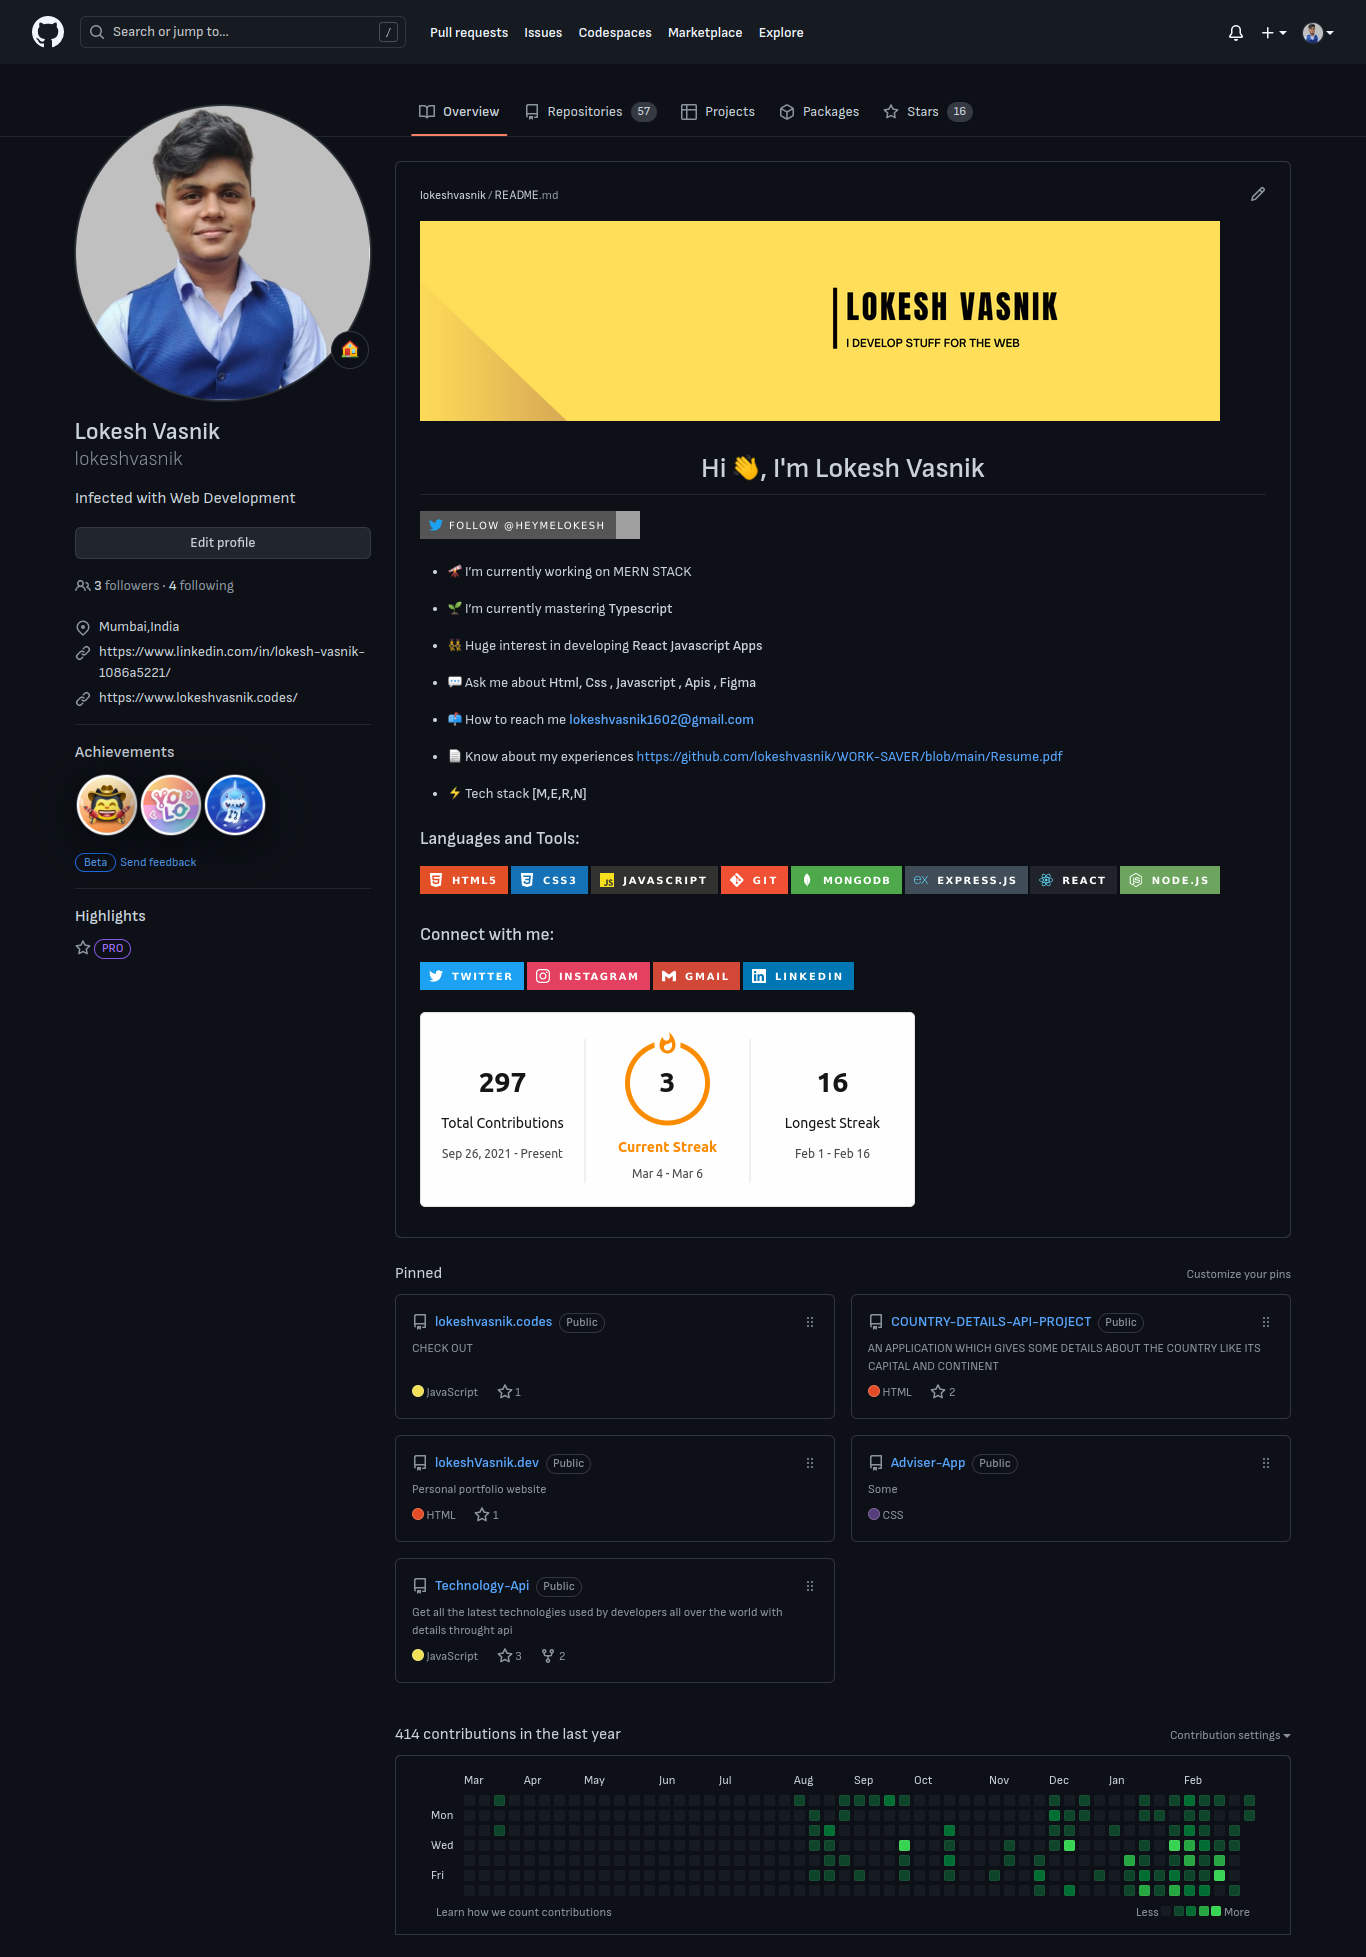 Search or jump to... /
Pull requests Issues Codespaces Marketplace Explore
Overview Repositories 57 Projects Packages Stars 16
Lokesh Vasnik
lokeshvasnik
Infected with Web Development
Edit profile
3 followers · 4 following
Mumbai,India
https://www.linkedin.com/in/lokesh-vasnik-
1086a5221/
https://www.lokeshvasnik.codes/
Achievements
Beta Send feedback
Highlights
PRO
lokeshvasnik / README.md
LOKESH VASNIK
I DEVELOP STUFF FOR THE WEB
Hi 👋, I'm Lokesh Vasnik
FOLLOW @HEYMELOKESH
• 🔭 I’m currently working on MERN STACK
• 🌱 I’m currently mastering Typescript
• 👯 Huge interest in developing React Javascript Apps
• 💬 Ask me about Html, Css , Javascript , Apis , Figma
• 📫 How to reach me lokeshvasnik1602@gmail.com
• 📄 Know about my experiences https://github.com/lokeshvasnik/WORK-SAVER/blob/main/Resume.pdf
• ⚡ Tech stack [M,E,R,N]
Languages and Tools:
HTML5 CSS3 JAVASCRIPT GIT MONGODB EXPRESS.JS REACT NODE.JS
Connect with me:
TWITTER INSTAGRAM GMAIL LINKEDIN
297
Total Contributions
Sep 26, 2021 - Present
3
Current Streak
Mar 4 - Mar 6
16
Longest Streak
Feb 1 - Feb 16
Pinned Customize your pins
lokeshvasnik.codes Public
CHECK OUT
JavaScript 1
COUNTRY-DETAILS-API-PROJECT Public
AN APPLICATION WHICH GIVES SOME DETAILS ABOUT THE COUNTRY LIKE ITS
CAPITAL AND CONTINENT
HTML 2
lokeshVasnik.dev Public
Personal portfolio website
HTML 1
Adviser-App Public
Some
CSS
Technology-Api Public
Get all the latest technologies used by developers all over the world with
details throught api
JavaScript 3 2
414 contributions in the last year Contribution settings
Mar Apr May Jun Jul Aug Sep Oct Nov Dec Jan Feb
Mon
Wed
Fri
Learn how we count contributions Less More